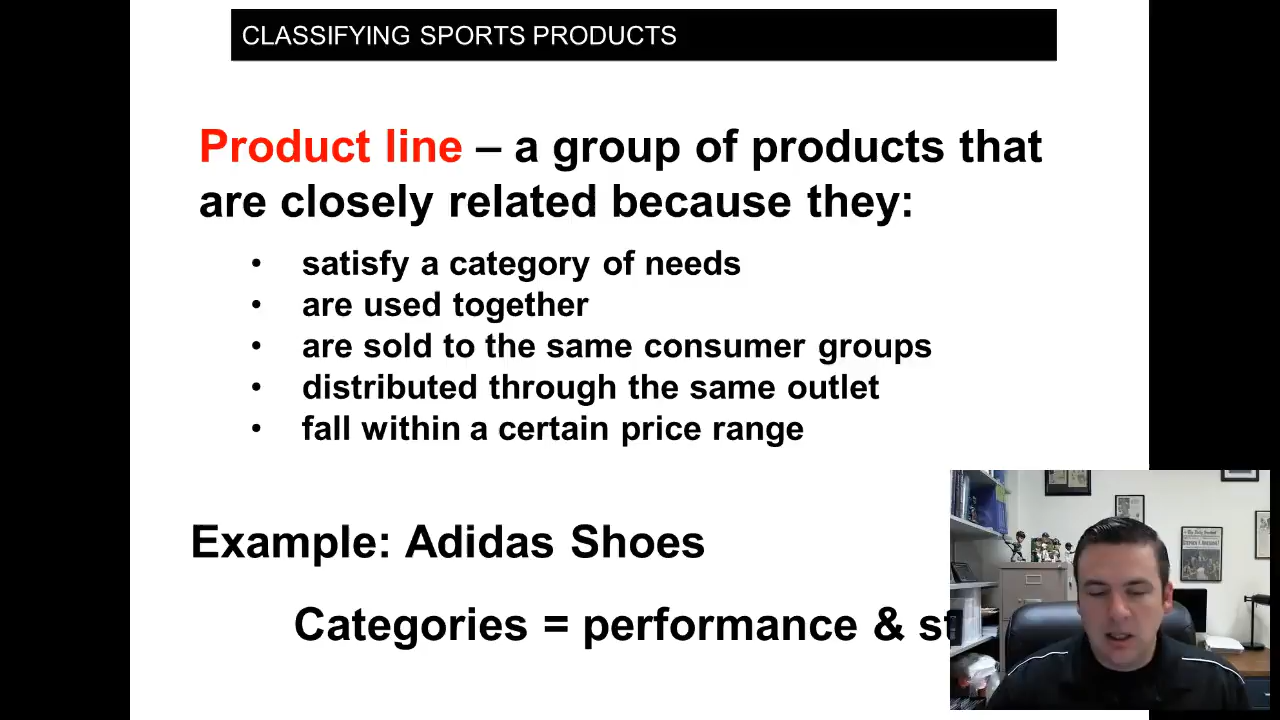 CLASSIFYING SPORTS PRODUCTS
Product line – a group of products that
are closely related because they:
• satisfy a category of needs
• are used together
• are sold to the same consumer groups
• distributed through the same outlet
• fall within a certain price range
Example: Adidas Shoes
Categories = performance & st